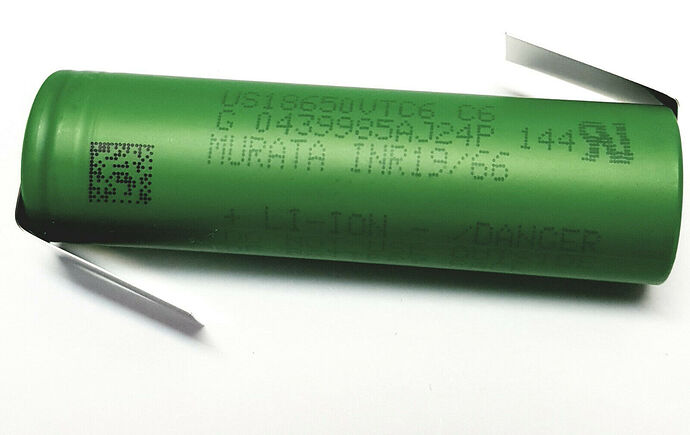 US18650VTC6 C6
G 0439985AJ24P 144
MURATA INR19/66
+ LI-ION - /DANGER